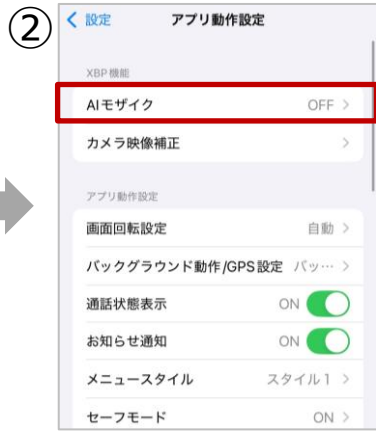 ②
設定 アプリ動作設定
XBP機能
AIモザイク OFF
カメラ映像補正
アプリ動作設定
画面回転設定 自動
バックグラウンド動作/GPS設定 バッ…
通話状態表示 ON
お知らせ通知 ON
メニュースタイル スタイル1
セーフモード ON